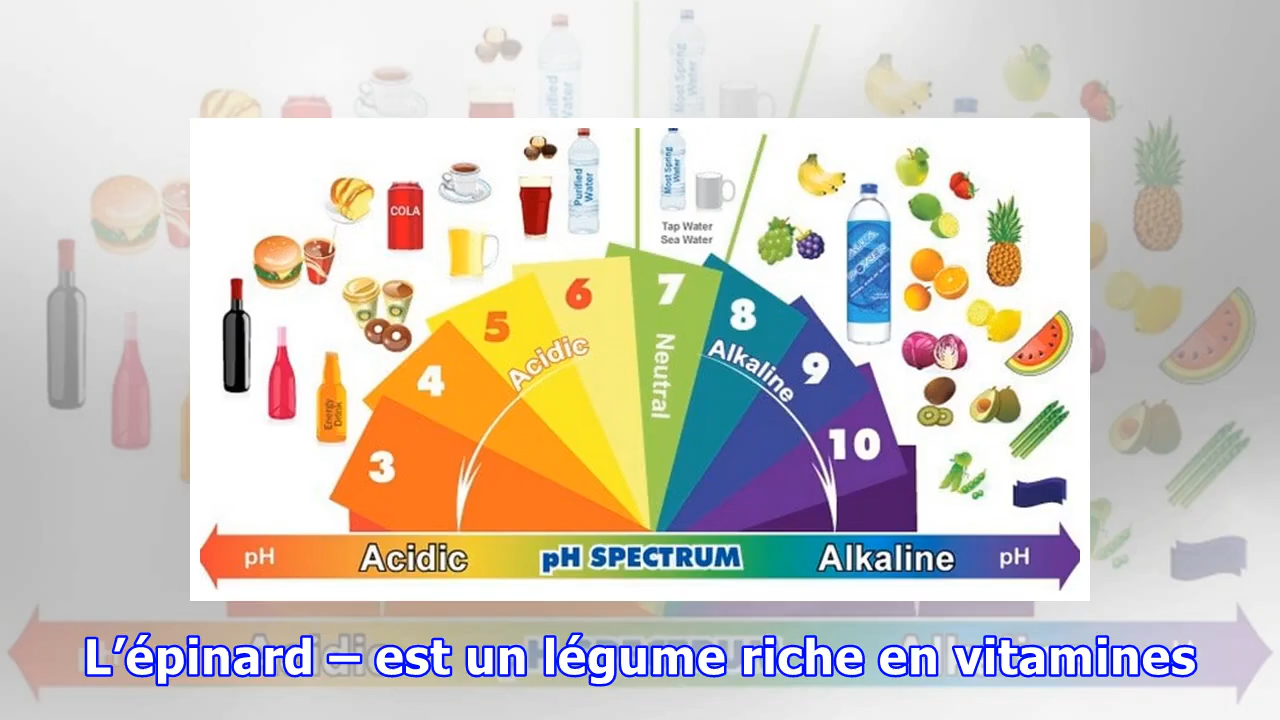 Purified Water
Most Spring Water
COLA
Tap Water
Sea Water
Energy Drink
3
4
5
6
7
8
9
10
Acidic
Neutral
Alkaline
pH
Acidic
pH SPECTRUM
Alkaline
pH
L’épinard – est un légume riche en vitamines